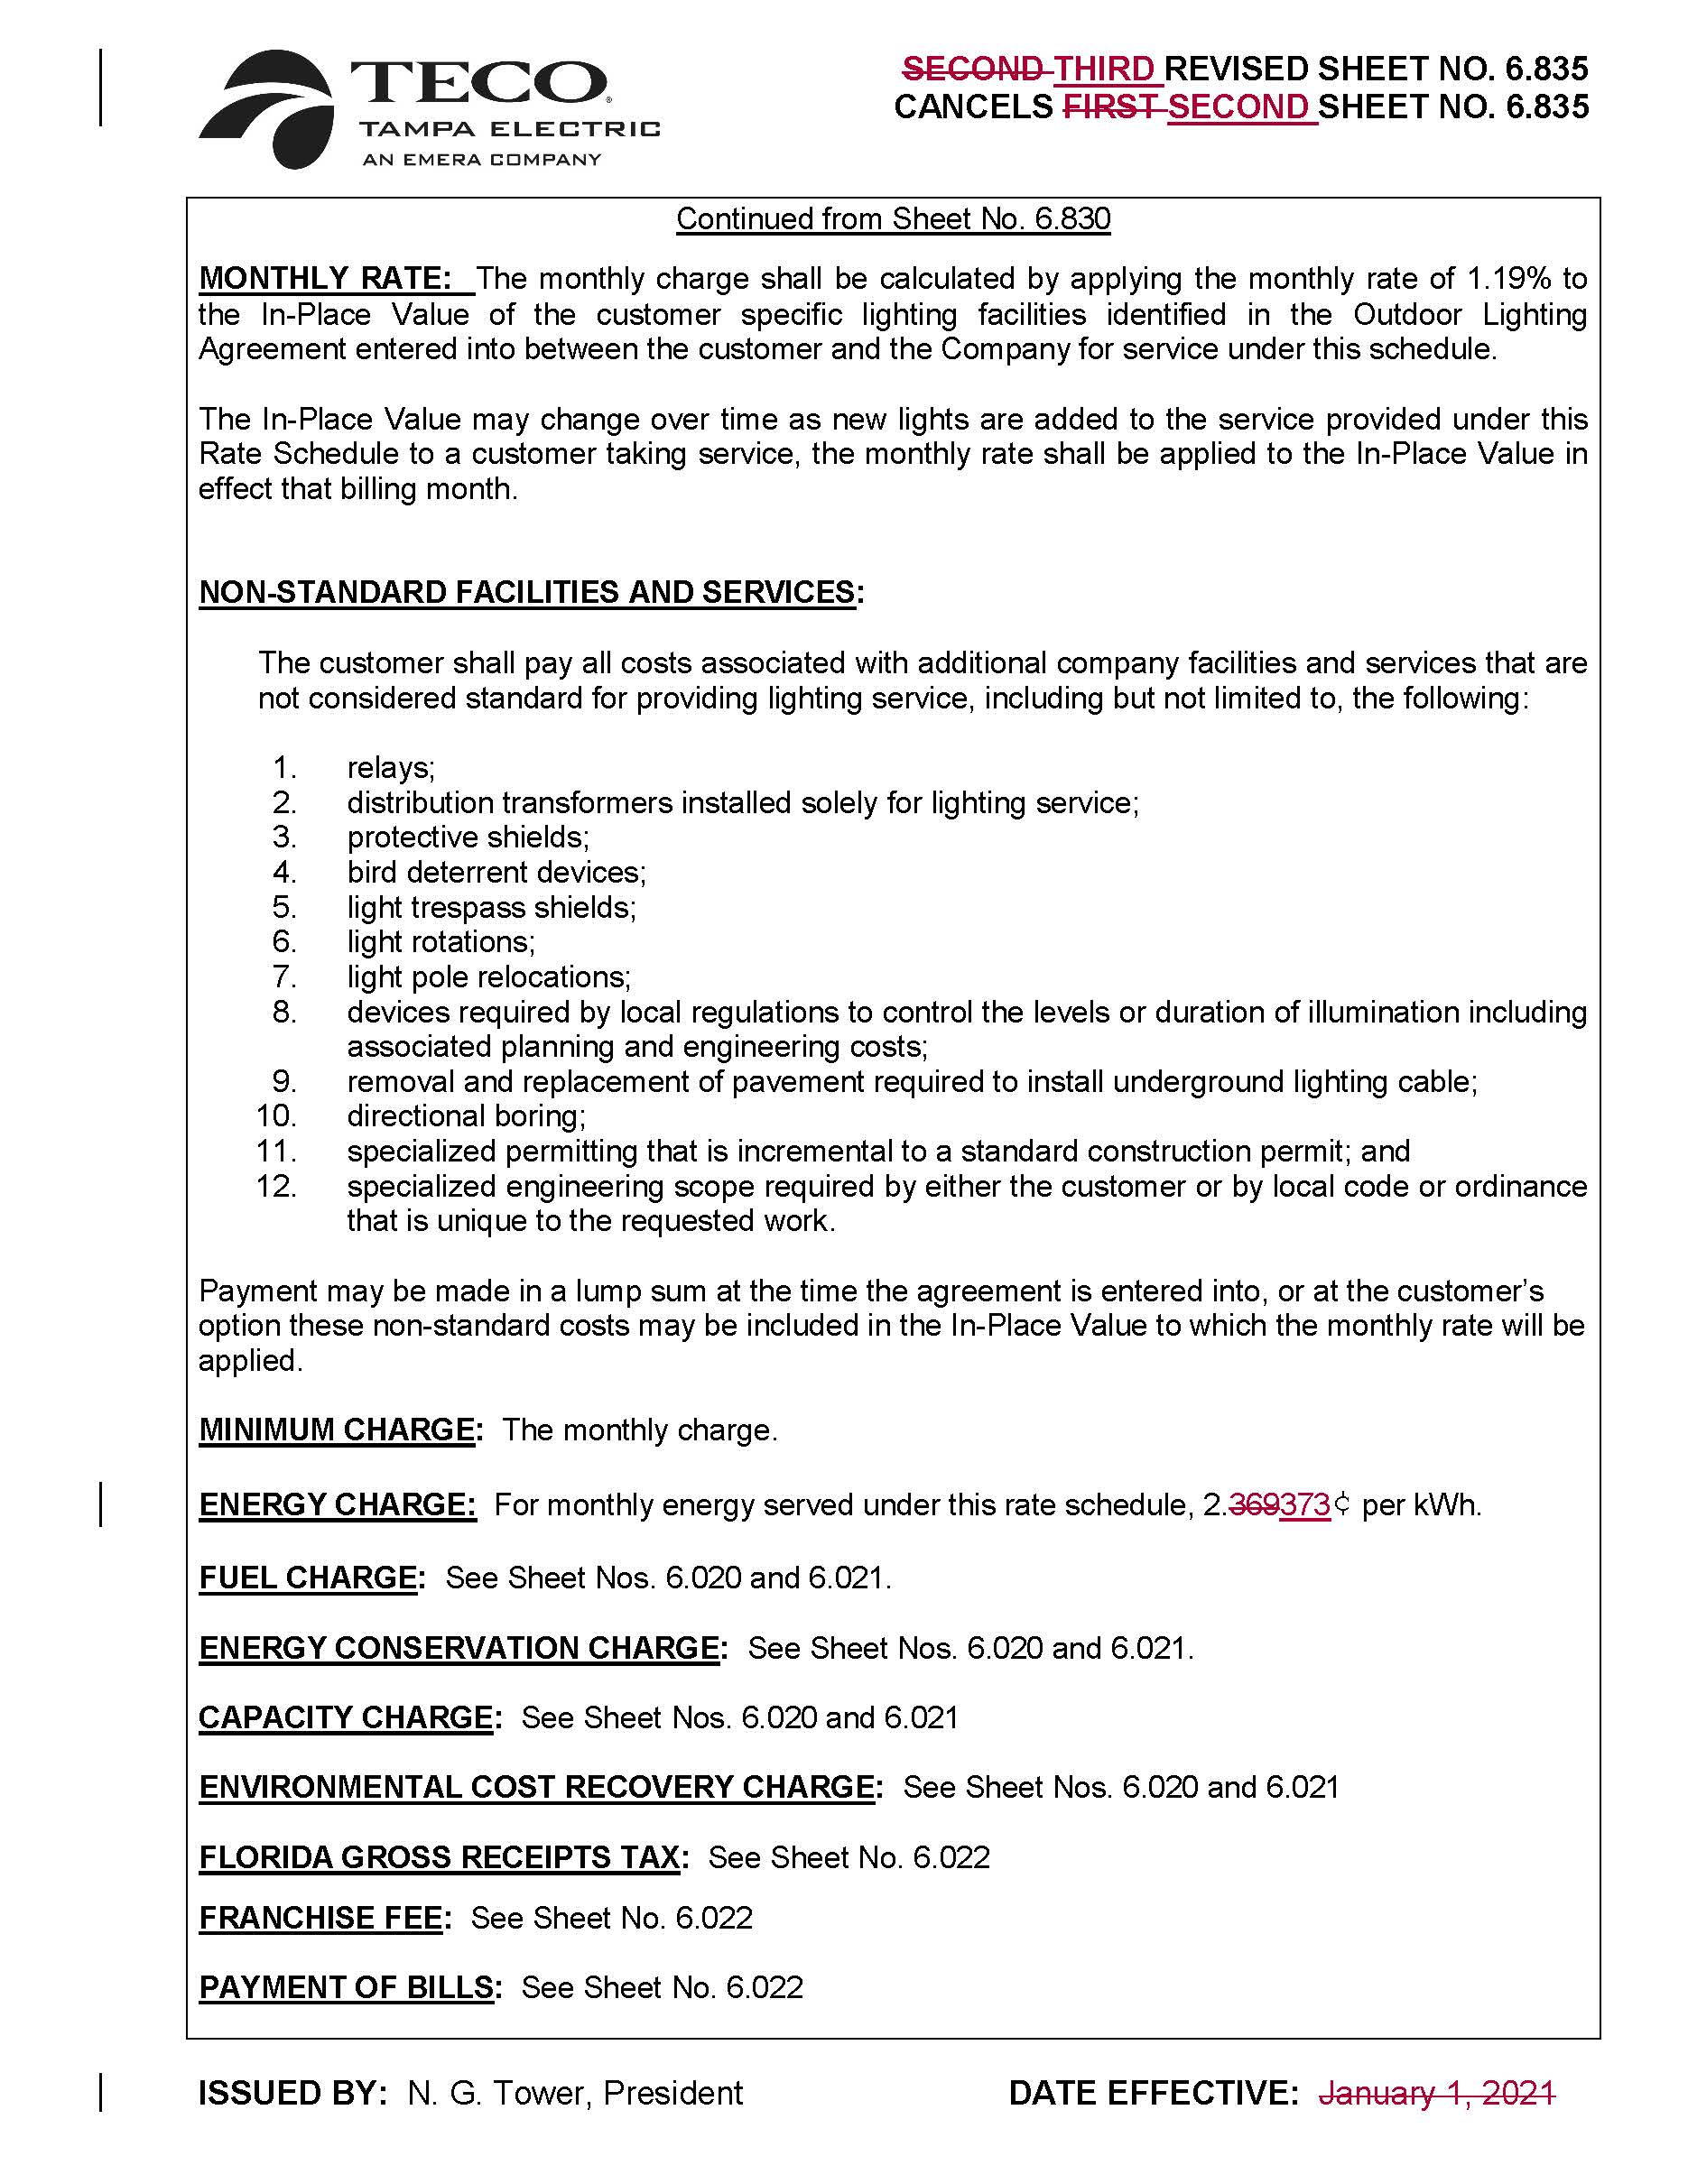 TECO®
TAMPA ELECTRIC
AN EMERA COMPANY
SECOND THIRD REVISED SHEET NO. 6.835
CANCELS FIRST SECOND SHEET NO. 6.835
Continued from Sheet No. 6.830
MONTHLY RATE: The monthly charge shall be calculated by applying the monthly rate of 1.19% to
the In-Place Value of the customer specific lighting facilities identified in the Outdoor Lighting
Agreement entered into between the customer and the Company for service under this schedule.
The In-Place Value may change over time as new lights are added to the service provided under this
Rate Schedule to a customer taking service, the monthly rate shall be applied to the In-Place Value in
effect that billing month.
NON-STANDARD FACILITIES AND SERVICES:
The customer shall pay all costs associated with additional company facilities and services that are
not considered standard for providing lighting service, including but not limited to, the following:
1. relays;
2. distribution transformers installed solely for lighting service;
3. protective shields;
4. bird deterrent devices;
5. light trespass shields;
6. light rotations;
7. light pole relocations;
8. devices required by local regulations to control the levels or duration of illumination including
associated planning and engineering costs;
9. removal and replacement of pavement required to install underground lighting cable;
10. directional boring;
11. specialized permitting that is incremental to a standard construction permit; and
12. specialized engineering scope required by either the customer or by local code or ordinance
that is unique to the requested work.
Payment may be made in a lump sum at the time the agreement is entered into, or at the customer’s
option these non-standard costs may be included in the In-Place Value to which the monthly rate will be
applied.
MINIMUM CHARGE: The monthly charge.
ENERGY CHARGE: For monthly energy served under this rate schedule, 2.369373¢ per kWh.
FUEL CHARGE: See Sheet Nos. 6.020 and 6.021.
ENERGY CONSERVATION CHARGE: See Sheet Nos. 6.020 and 6.021.
CAPACITY CHARGE: See Sheet Nos. 6.020 and 6.021
ENVIRONMENTAL COST RECOVERY CHARGE: See Sheet Nos. 6.020 and 6.021
FLORIDA GROSS RECEIPTS TAX: See Sheet No. 6.022
FRANCHISE FEE: See Sheet No. 6.022
PAYMENT OF BILLS: See Sheet No. 6.022
ISSUED BY: N. G. Tower, President DATE EFFECTIVE: January 1, 2021